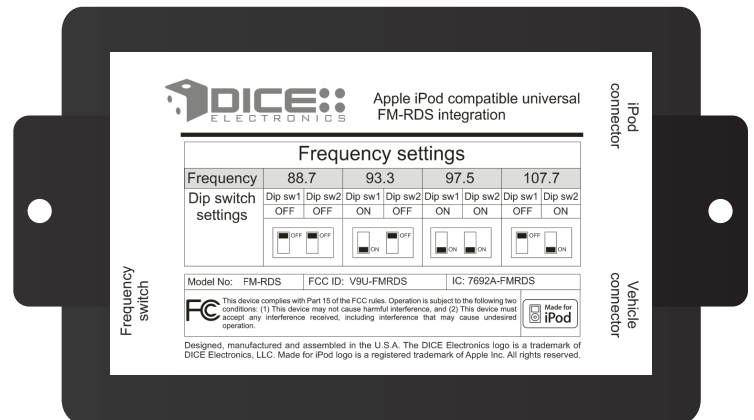 DICE
ELECTRONICS
Apple iPod compatible universal
FM-RDS integration
iPod
connector
Frequency settings
Frequency 88.7 93.3 97.5 107.7
Dip switch
settings
Dip sw1 Dip sw2 Dip sw1 Dip sw2 Dip sw1 Dip sw2 Dip sw1 Dip sw2
OFF OFF ON OFF ON ON OFF ON
OFF OFF ON OFF ON ON OFF ON
Frequency
switch
Vehicle
connector
Model No: FM-RDS FCC ID: V9U-FMRDS IC: 7692A-FMRDS
FC
This device complies with Part 15 of the FCC rules. Operation is subject to the following two
conditions: (1) This device may not cause harmful interference, and (2) This device must
accept any interference received, including interference that may cause undesired
operation.
Made for
iPod
Designed, manufactured and assembled in the U.S.A. The DICE Electronics logo is a trademark of
DICE Electronics, LLC. Made for iPod logo is a registered trademark of Apple Inc. All rights reserved.